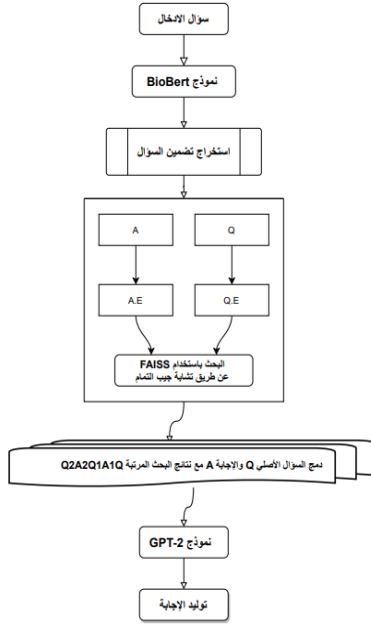 سؤال الادخال
نموذج BioBert
استخراج تضمين السؤال
A
Q
A.E
Q.E
البحث باستخدام FAISS
عن طريق تشابة جيب التمام
دمج السؤال الأصلي Q والإجابة A مع نتائج البحث المرتبة Q2A2Q1A1Q
نموذج GPT-2
توليد الإجابة